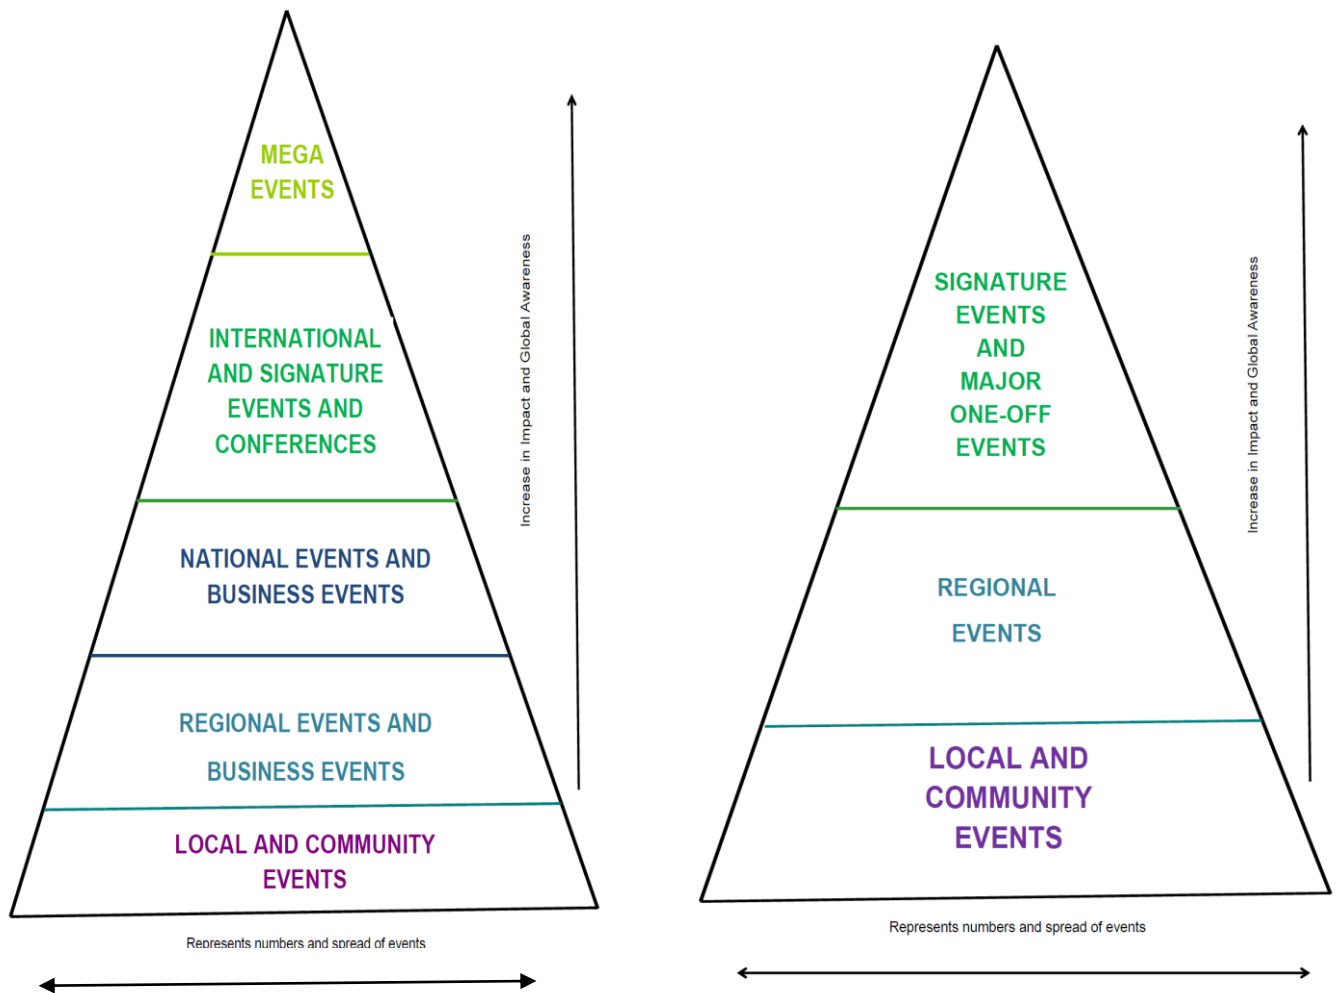 MEGA
EVENTS
INTERNATIONAL
AND SIGNATURE
EVENTS AND
CONFERENCES
NATIONAL EVENTS AND
BUSINESS EVENTS
REGIONAL EVENTS AND
BUSINESS EVENTS
LOCAL AND COMMUNITY
EVENTS
Increase in Impact and Global Awareness
Represents numbers and spread of events
SIGNATURE
EVENTS
AND
MAJOR
ONE-OFF
EVENTS
REGIONAL
EVENTS
LOCAL AND
COMMUNITY
EVENTS
Increase in Impact and Global Awareness
Represents numbers and spread of events